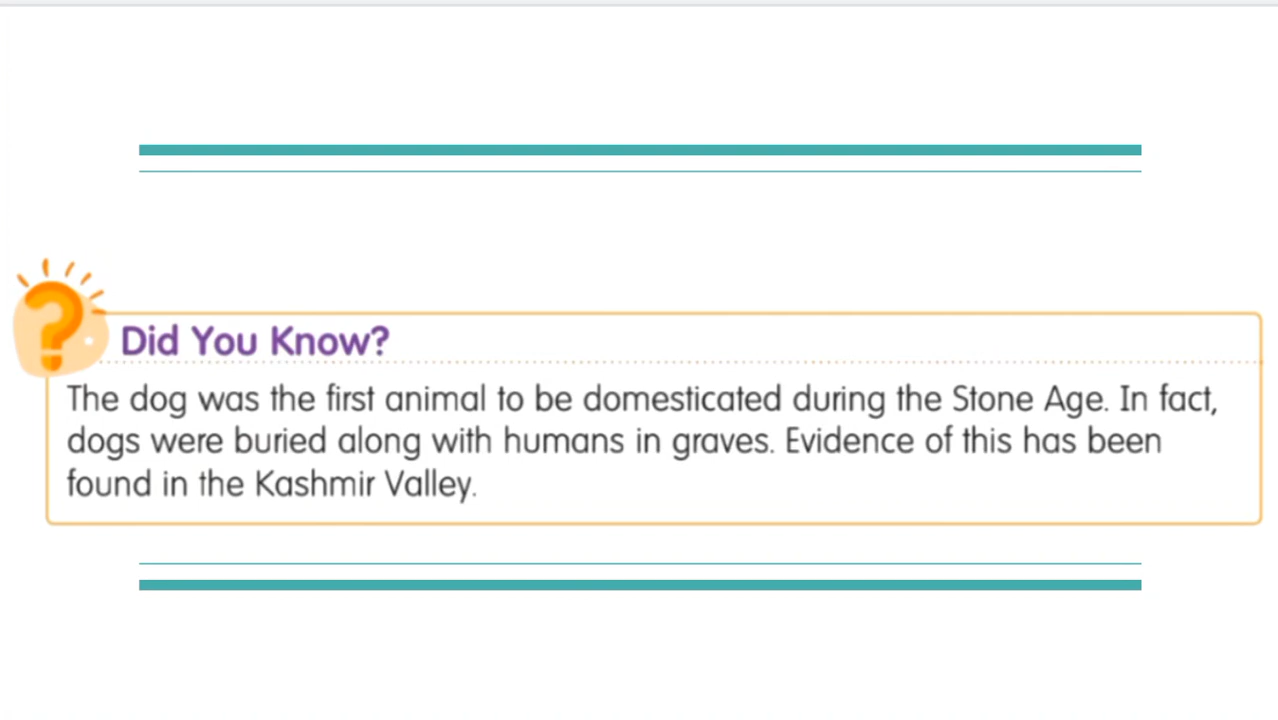 Did You Know?
The dog was the first animal to be domesticated during the Stone Age. In fact,
dogs were buried along with humans in graves. Evidence of this has been
found in the Kashmir Valley.